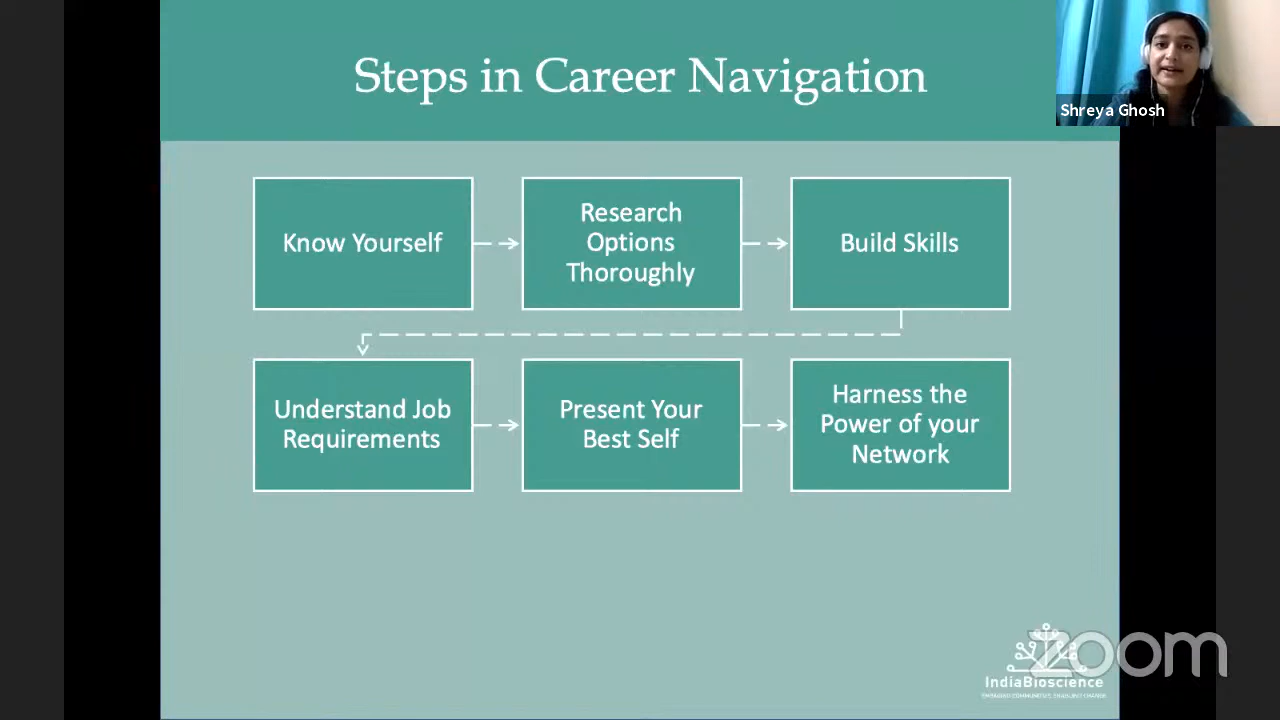 Steps in Career Navigation
Shreya Ghosh
Know Yourself
Research
Options
Thoroughly
Build Skills
Understand Job
Requirements
Present Your
Best Self
Harness the
Power of your
Network
zoom
IndiaBioscience